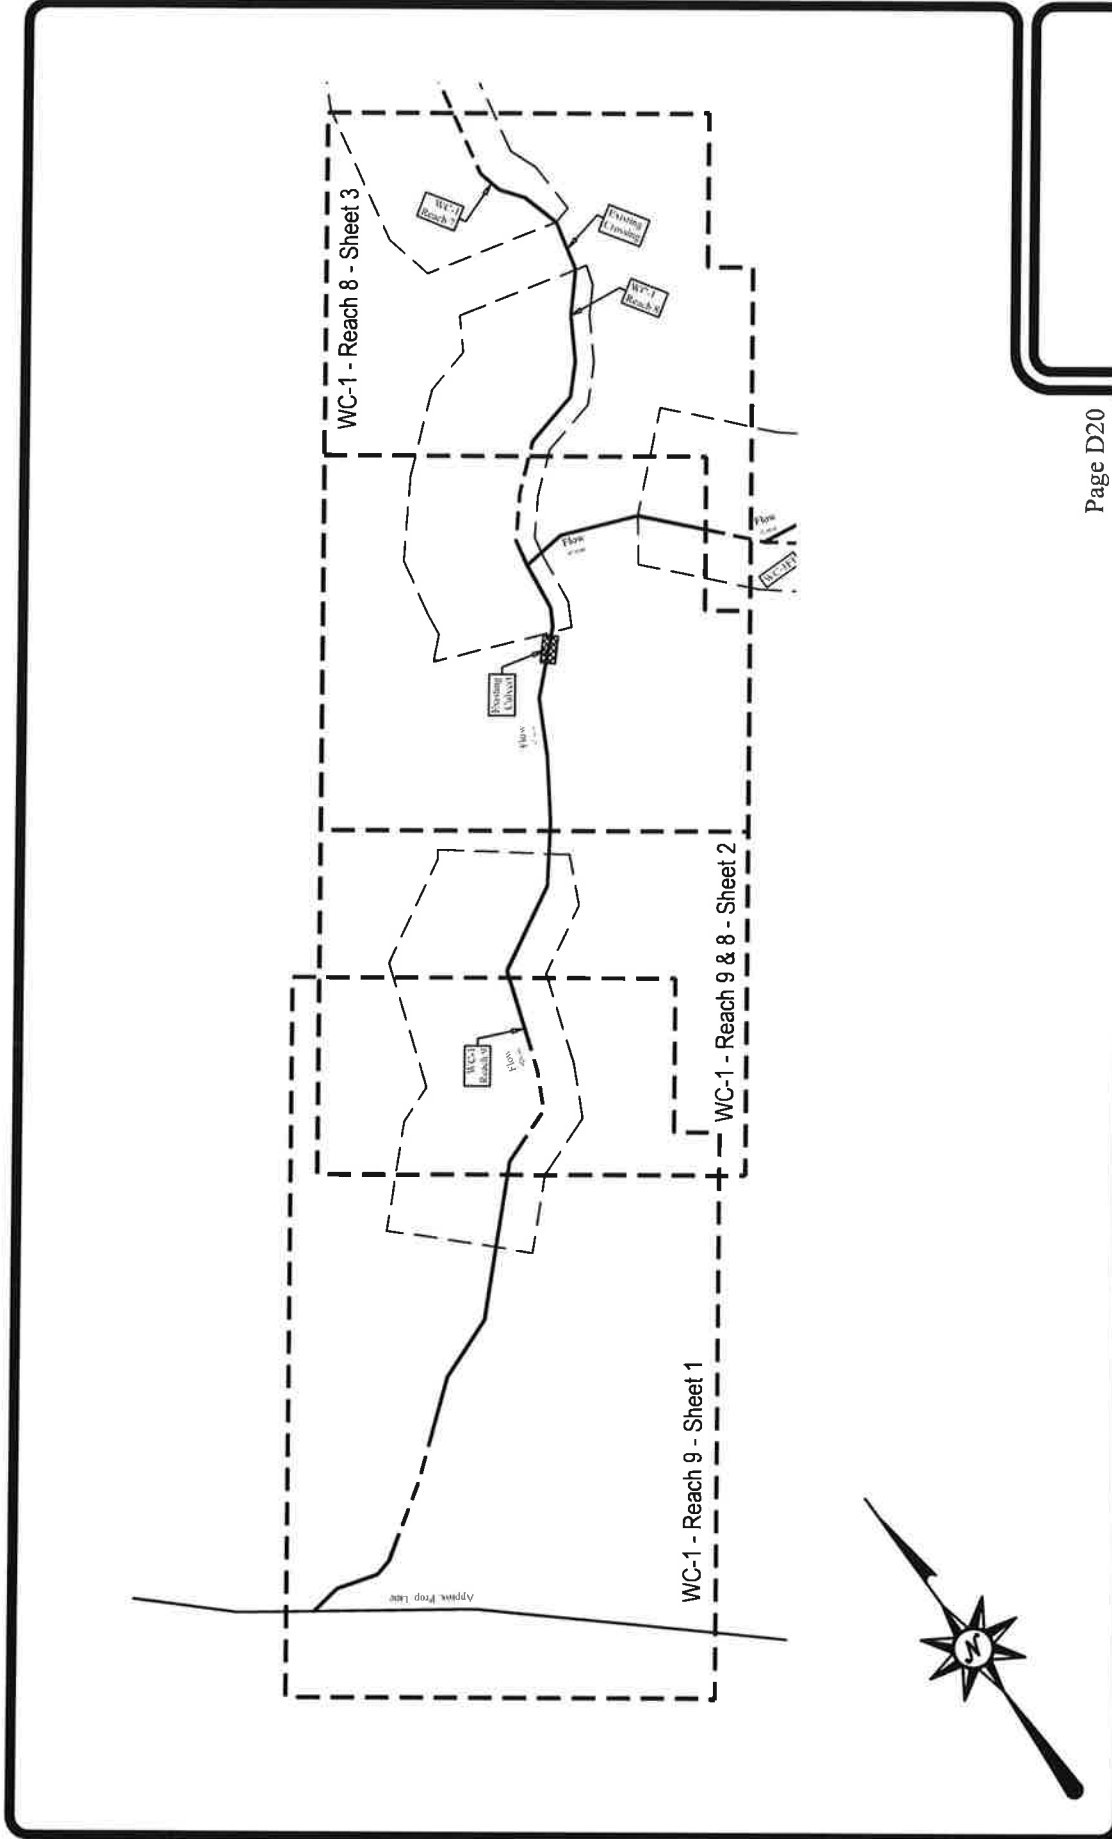 WC-1 - Reach 8 - Sheet 3
WC-1
Reach 7
Existing
Crossing
WC-1
Reach 8
Flow
Flow
Existing
Culvert
Flow
WC-1 - Reach 9 & 8 - Sheet 2
WC-1
Reach 9
Flow
WC-1 - Reach 9 - Sheet 1
Approx. Prop. Line
N
Page D20